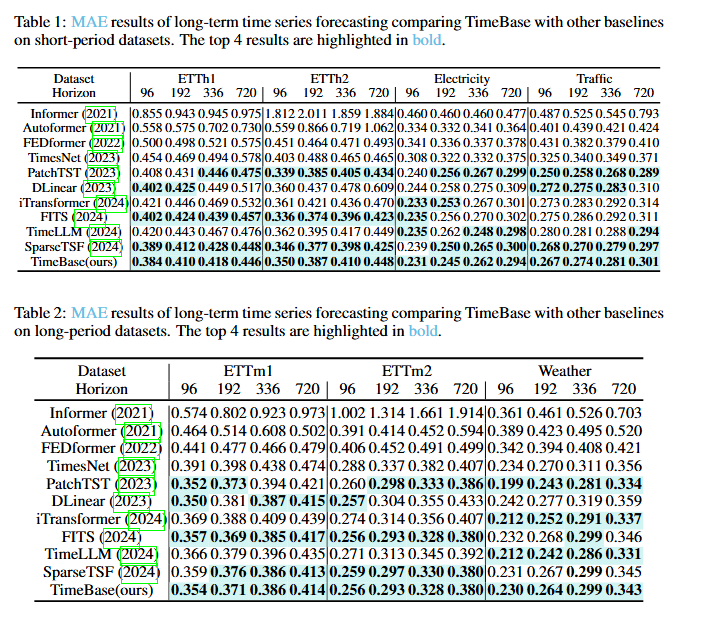 Table 1: MAE results of long-term time series forecasting comparing TimeBase with other baselines
on short-period datasets. The top 4 results are highlighted in bold.
Dataset ETTh1 ETTh2 Electricity Traffic
Horizon 96 192 336 720 96 192 336 720 96 192 336 720 96 192 336 720
Informer (2021) 0.855 0.943 0.945 0.975 1.812 2.011 1.859 1.884 0.460 0.460 0.460 0.477 0.487 0.525 0.545 0.793
Autoformer (2021) 0.558 0.575 0.702 0.730 0.559 0.866 0.719 1.062 0.334 0.332 0.341 0.364 0.401 0.439 0.421 0.424
FEDformer (2022) 0.500 0.498 0.521 0.575 0.451 0.464 0.471 0.493 0.341 0.336 0.337 0.378 0.431 0.382 0.379 0.410
TimesNet (2023) 0.454 0.469 0.494 0.578 0.403 0.488 0.465 0.465 0.308 0.322 0.332 0.375 0.325 0.340 0.349 0.371
PatchTST (2023) 0.408 0.431 0.446 0.475 0.339 0.385 0.405 0.434 0.240 0.256 0.267 0.299 0.250 0.258 0.268 0.289
DLinear (2023) 0.402 0.425 0.449 0.517 0.360 0.437 0.478 0.609 0.244 0.258 0.275 0.309 0.272 0.275 0.283 0.310
iTransformer (2024) 0.421 0.446 0.469 0.532 0.361 0.421 0.436 0.470 0.233 0.253 0.267 0.301 0.273 0.283 0.292 0.314
FITS (2024) 0.402 0.424 0.439 0.457 0.336 0.374 0.396 0.423 0.235 0.256 0.270 0.302 0.275 0.286 0.292 0.311
TimeLLM (2024) 0.420 0.443 0.467 0.476 0.362 0.395 0.417 0.449 0.235 0.262 0.248 0.298 0.280 0.281 0.288 0.294
SparseTSF (2024) 0.389 0.412 0.428 0.448 0.346 0.377 0.398 0.425 0.239 0.250 0.265 0.300 0.268 0.270 0.279 0.297
TimeBase(ours) 0.384 0.410 0.418 0.446 0.350 0.387 0.410 0.448 0.231 0.245 0.262 0.294 0.267 0.274 0.281 0.301
Table 2: MAE results of long-term time series forecasting comparing TimeBase with other baselines
on long-period datasets. The top 4 results are highlighted in bold.
Dataset ETTm1 ETTm2 Weather
Horizon 96 192 336 720 96 192 336 720 96 192 336 720
Informer (2021) 0.574 0.802 0.923 0.973 1.002 1.314 1.661 1.914 0.361 0.461 0.526 0.703
Autoformer (2021) 0.464 0.514 0.608 0.502 0.391 0.414 0.452 0.594 0.389 0.423 0.495 0.520
FEDformer (2022) 0.441 0.477 0.466 0.479 0.406 0.452 0.491 0.499 0.342 0.394 0.408 0.421
TimesNet (2023) 0.391 0.398 0.438 0.474 0.288 0.337 0.382 0.407 0.234 0.270 0.311 0.356
PatchTST (2023) 0.352 0.373 0.394 0.421 0.260 0.298 0.333 0.386 0.199 0.243 0.281 0.334
DLinear (2023) 0.350 0.381 0.387 0.415 0.257 0.304 0.355 0.433 0.242 0.277 0.319 0.359
iTransformer (2024) 0.369 0.388 0.409 0.439 0.274 0.314 0.356 0.407 0.212 0.252 0.291 0.337
FITS (2024) 0.357 0.369 0.385 0.417 0.256 0.293 0.328 0.380 0.232 0.268 0.299 0.346
TimeLLM (2024) 0.366 0.379 0.396 0.435 0.271 0.313 0.345 0.392 0.212 0.242 0.286 0.331
SparseTSF (2024) 0.359 0.376 0.386 0.413 0.259 0.297 0.330 0.380 0.231 0.267 0.299 0.345
TimeBase(ours) 0.354 0.371 0.386 0.414 0.256 0.293 0.328 0.380 0.230 0.264 0.299 0.343